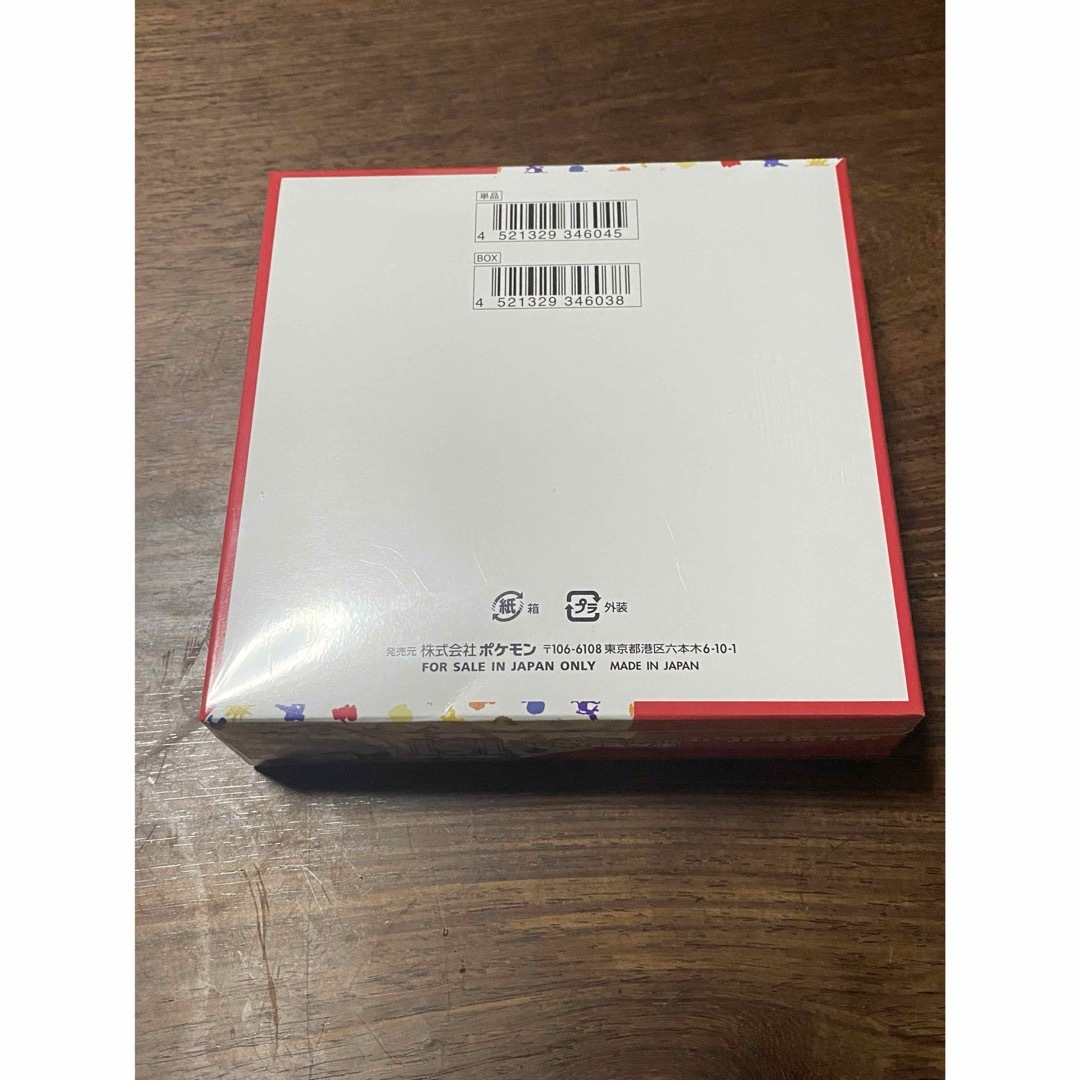 単品
4 521329 346045
BOX
4 521329 346038
紙 箱 プラ 外装
発売元 株式会社 ポケモン 〒106-6108 東京都港区六本木6-10-1
FOR SALE IN JAPAN ONLY MADE IN JAPAN